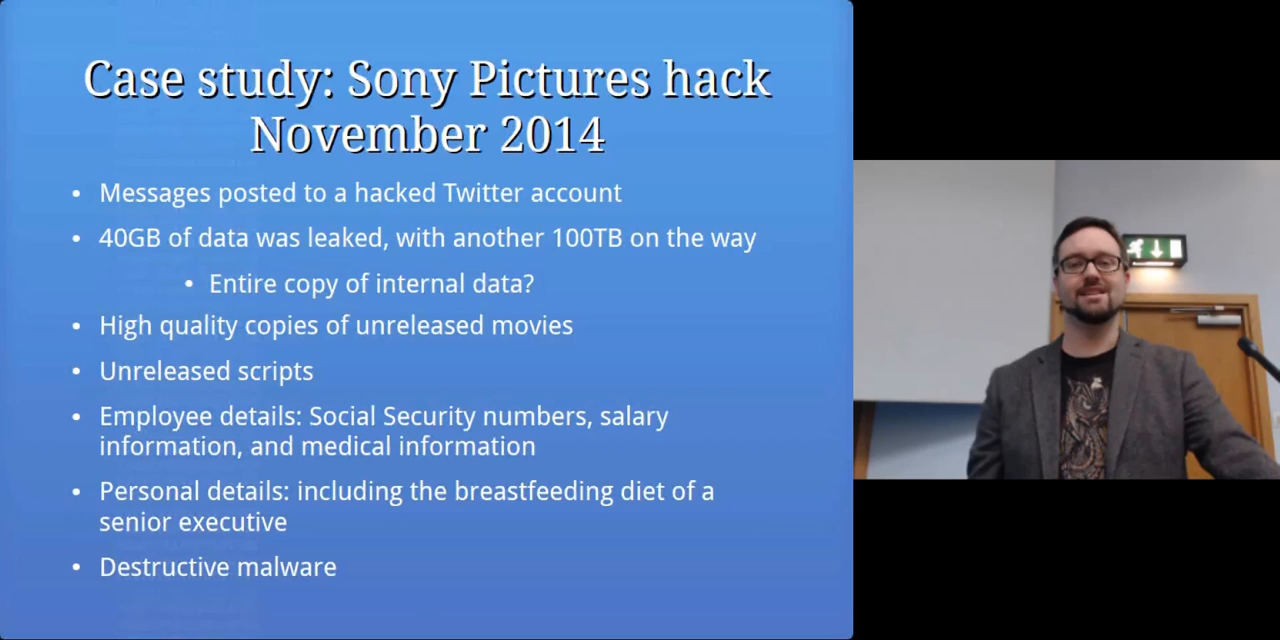 Case study: Sony Pictures hack
November 2014
• Messages posted to a hacked Twitter account
• 40GB of data was leaked, with another 100TB on the way
• Entire copy of internal data?
• High quality copies of unreleased movies
• Unreleased scripts
• Employee details: Social Security numbers, salary
information, and medical information
• Personal details: including the breastfeeding diet of a
senior executive
• Destructive malware